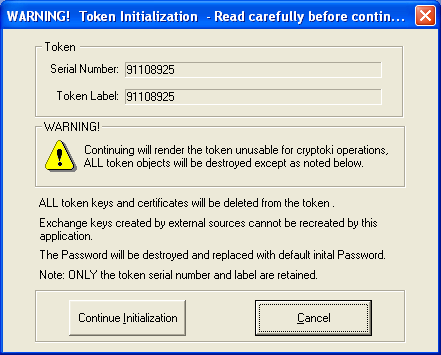 WARNING!  Token Initialization  - Read carefully before contin...
Token
Serial Number: 91108925
Token Label: 91108925
WARNING!
Continuing will render the token unusable for cryptoki operations,
ALL token objects will be destroyed except as noted below.
ALL token keys and certificates will be deleted from the token .
Exchange keys created by external sources cannot be recreated by this
application.
The Password will be destroyed and replaced with default inital Password.
Note: ONLY the token serial number and label are retained.
Continue Initialization
Cancel